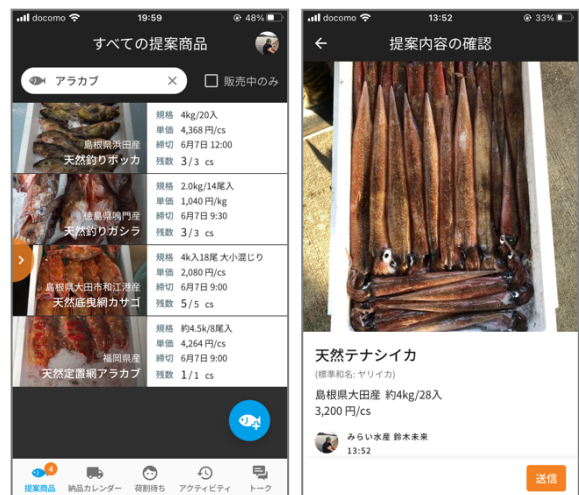 docomo 19:59 48%
すべての提案商品
アラカブ
販売中のみ
島根県浜田産
天然釣りボッカ
規格 4kg/20入
単価 4,368 円/cs
締切 6月7日 12:00
残数 3/3 cs
徳島県鳴門産
天然釣りガシラ
規格 2.0kg/14尾入
単価 1,040 円/kg
締切 6月7日 9:30
残数 3/3 cs
島根県大田市和江港産
天然底曳網カサゴ
規格 4k入18尾 大小混じり
単価 2,080 円/cs
締切 6月7日 9:00
残数 5/5 cs
福岡県産
天然定置網アラカブ
規格 約4.5k/8尾入
単価 4,264 円/cs
締切 6月7日 9:00
残数 1/1 cs
4
提案商品 納品カレンダー 荷割待ち アクティビティ トーク
docomo 13:52 33%
提案内容の確認
天然テナシイカ
(標準和名: ヤリイカ)
島根県大田産 約4kg/28入
3,200 円/cs
みらい水産 鈴木未来
13:52
送信